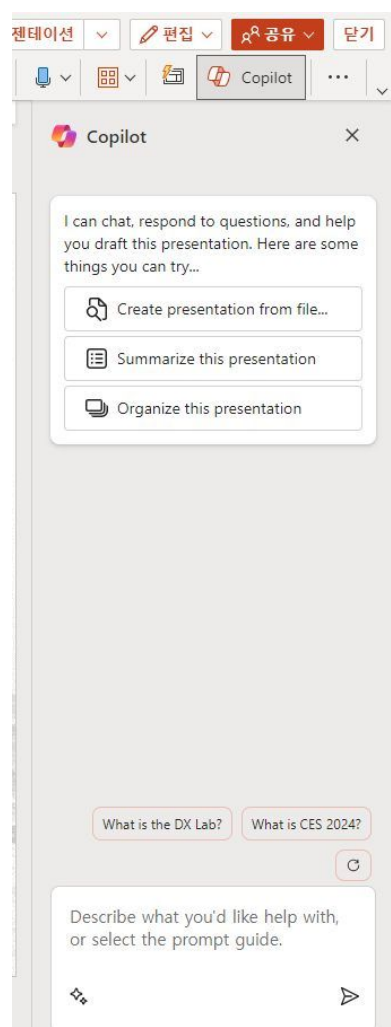 젠테이션 편집 공유 닫기
Copilot ...
Copilot
I can chat, respond to questions, and help
you draft this presentation. Here are some
things you can try...
Create presentation from file...
Summarize this presentation
Organize this presentation
What is the DX Lab? What is CES 2024?
Describe what you'd like help with,
or select the prompt guide.